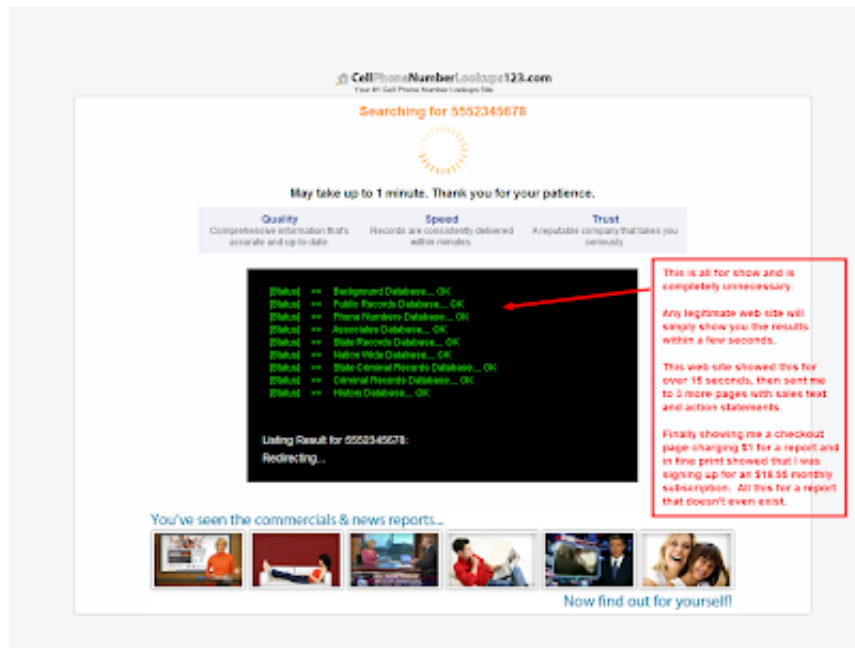 CellPhoneNumberLookups123.com
Your #1 Cell Phone Number Lookups Site
Searching for 5552345678
May take up to 1 minute. Thank you for your patience.
Quality
Comprehensive information that's
accurate and up to date.
Speed
Records are consistently delivered
within minutes.
Trust
A reputable company that takes you
seriously.
[Status] >> Background Database... OK
[Status] >> Public Records Database... OK
[Status] >> Phone Numbers Database... OK
[Status] >> Associates Database... OK
[Status] >> State Records Database... OK
[Status] >> Nation Wide Database... OK
[Status] >> State Criminal Records Database... OK
[Status] >> Criminal Records Database... OK
[Status] >> History Database... OK
Listing Result for 5552345678:
Redirecting...
This is all for show and is
completely unnecessary.
Any legitimate web site will
simply show you the results
within a few seconds.
This web site showed this for
over 15 seconds, then sent me
to 3 more pages with sales text
and action statements.
Finally showing me a checkout
page charging $1 for a report and
in fine print showed that I was
signing up for an $18.95 monthly
subscription. All this for a report
that doesn't even exist.
You've seen the commercials & news reports...
Now find out for yourself!